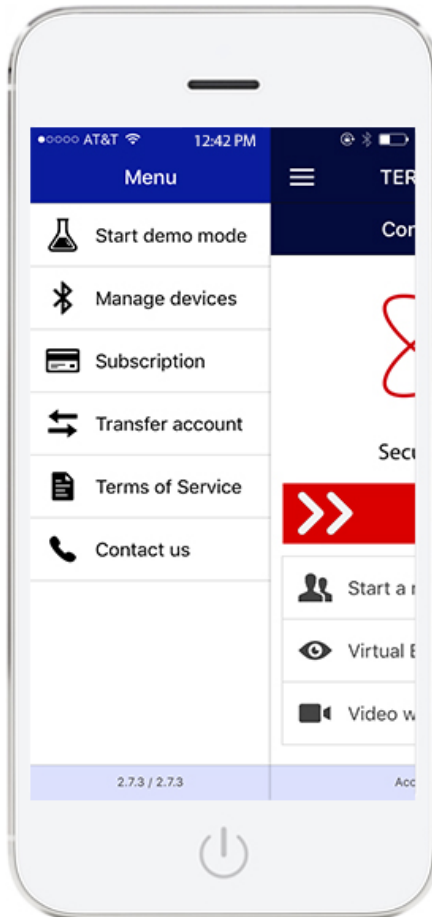 AT&T 12:42 PM
Menu
TER
Start demo mode
Con
Manage devices
Subscription
Transfer account
Secu
Terms of Service
Contact us
Start a
Virtual
Video w
2.7.3 / 2.7.3
Acc